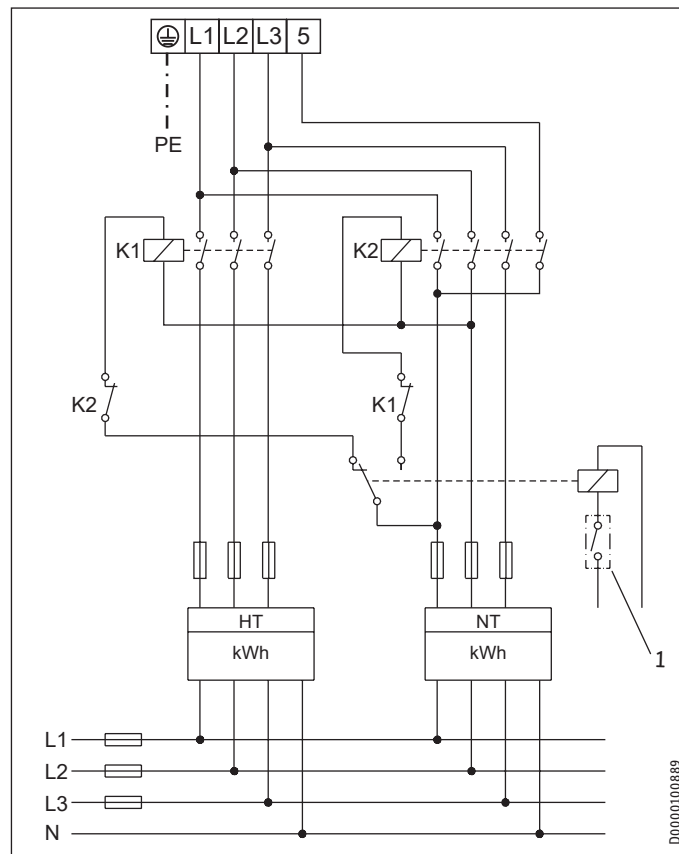 L1 L2 L3 5
PE
K1
K2
K2
K1
HT
kWh
NT
kWh
1
L1
L2
L3
N
D0000100889